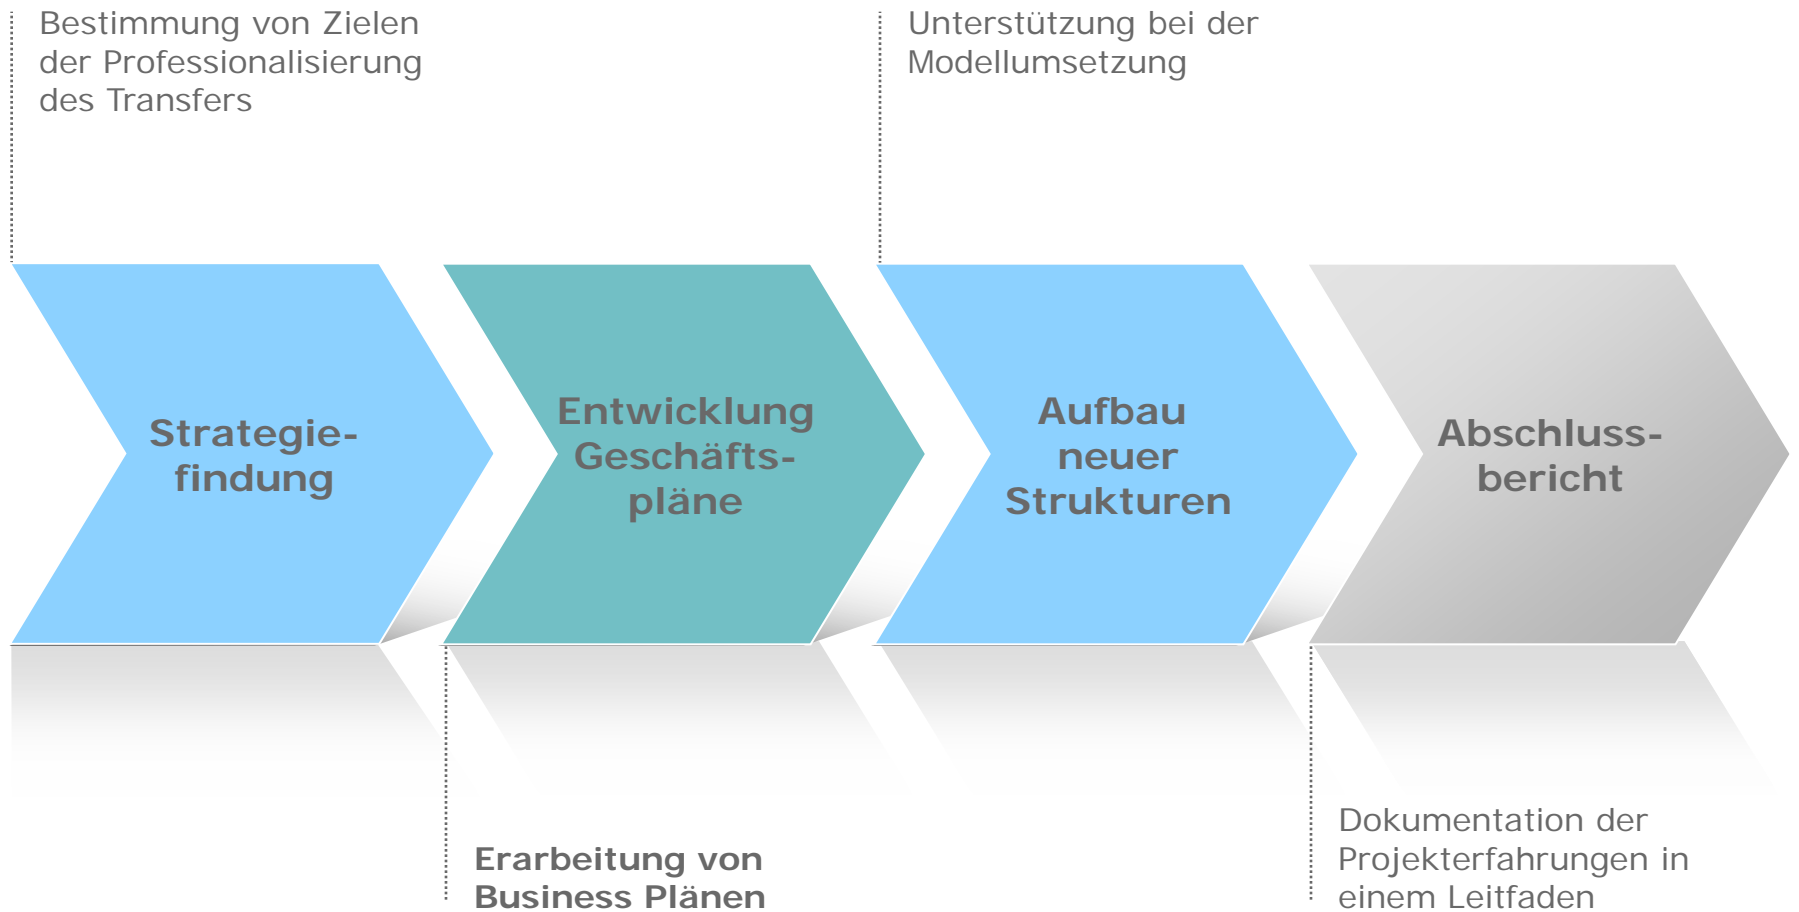 Bestimmung von Zielen
der Professionalisierung
des Transfers
Unterstützung bei der
Modellumsetzung
Strategie-
findung
Entwicklung
Geschäfts-
pläne
Aufbau
neuer
Strukturen
Abschluss-
bericht
Erarbeitung von
Business Plänen
Dokumentation der
Projekterfahrungen in
einem Leitfaden